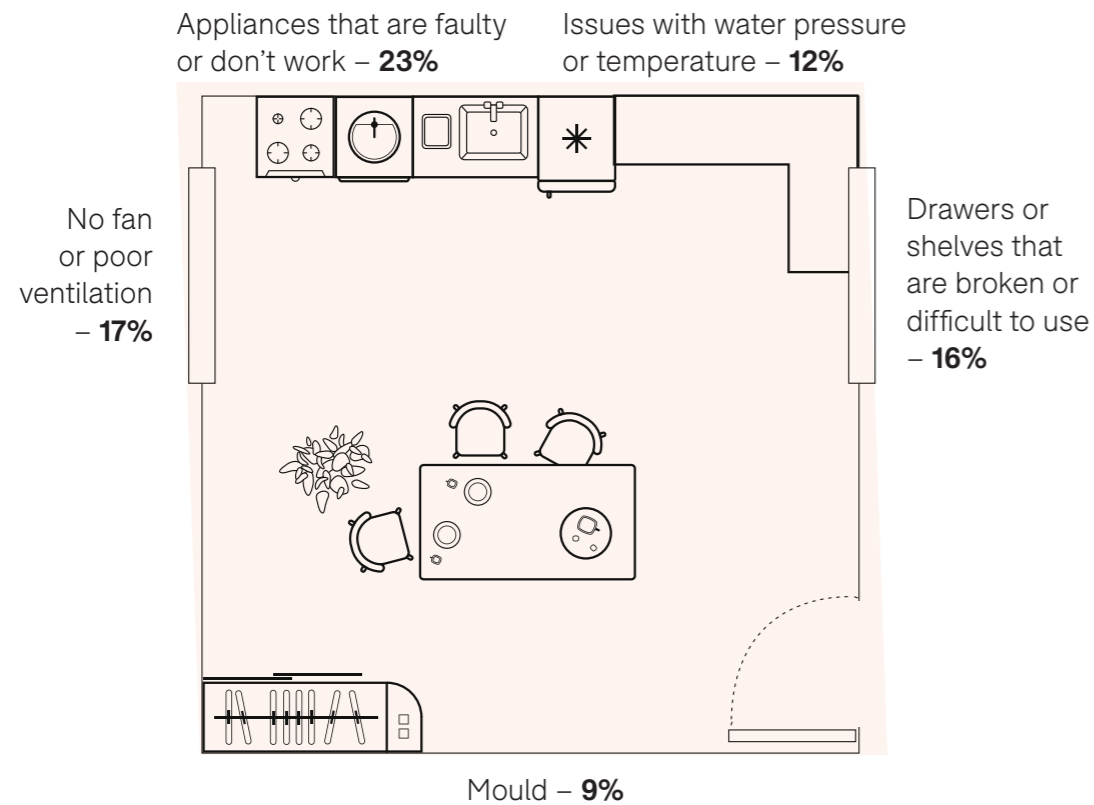 Appliances that are faulty
or don’t work – 23%
Issues with water pressure
or temperature – 12%
No fan
or poor
ventilation
– 17%
Drawers or
shelves that
are broken or
difficult to use
– 16%
Mould – 9%